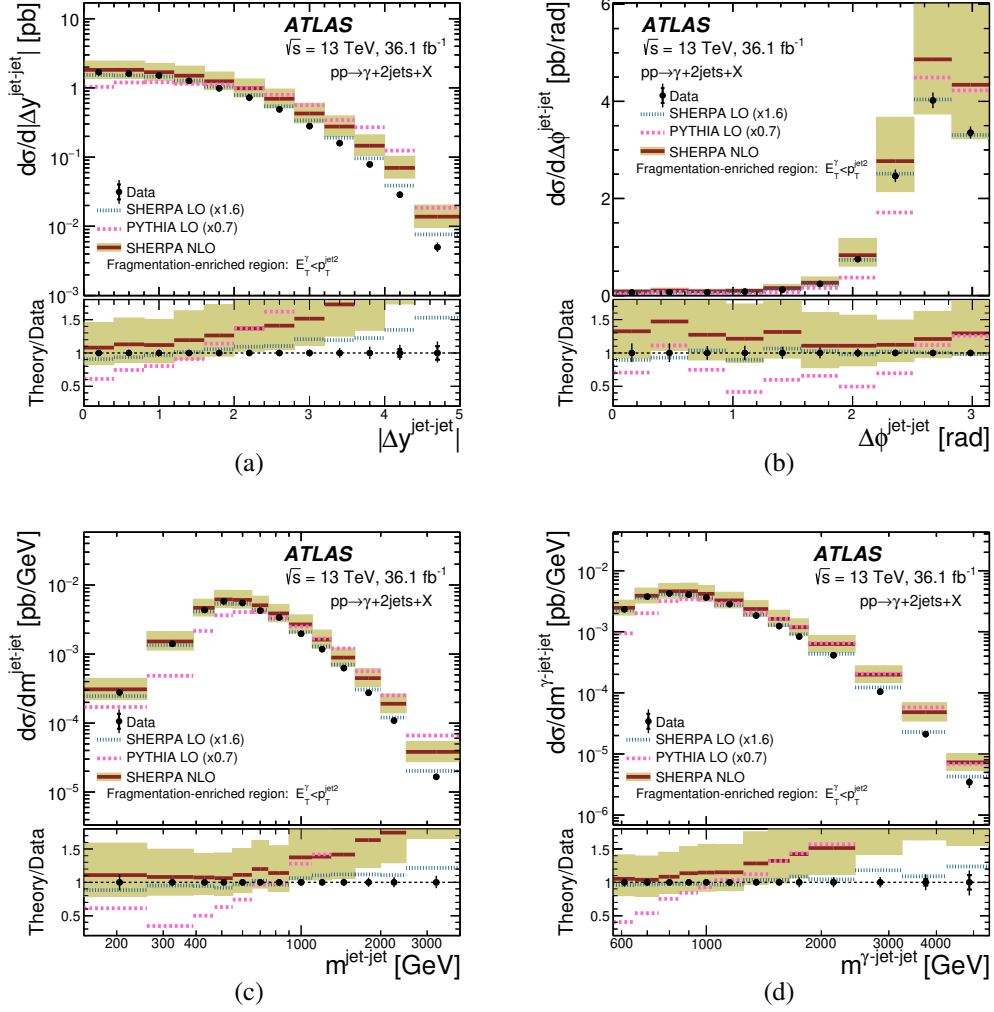 dσ/d|Δy^jet-jet| [pb]
10
1
10⁻¹
10⁻²
10⁻³
ATLAS
√s = 13 TeV, 36.1 fb⁻¹
pp→γ+2jets+X
Data
SHERPA LO (x1.6)
PYTHIA LO (x0.7)
SHERPA NLO
Fragmentation-enriched region: E_T^γ<p_T^jet2
Theory/Data
1.5
1
0.5
0 1 2 3 4 5
|Δy^jet-jet|
(a)
dσ/dΔϕ^jet-jet [pb/rad]
6
4
2
0
ATLAS
√s = 13 TeV, 36.1 fb⁻¹
pp→γ+2jets+X
Data
SHERPA LO (x1.6)
PYTHIA LO (x0.7)
SHERPA NLO
Fragmentation-enriched region: E_T^γ<p_T^jet2
Theory/Data
1.5
1
0.5
0 1 2 3
Δϕ^jet-jet [rad]
(b)
dσ/dm^jet-jet [pb/GeV]
10⁻²
10⁻³
10⁻⁴
10⁻⁵
ATLAS
√s = 13 TeV, 36.1 fb⁻¹
pp→γ+2jets+X
Data
SHERPA LO (x1.6)
PYTHIA LO (x0.7)
SHERPA NLO
Fragmentation-enriched region: E_T^γ<p_T^jet2
Theory/Data
1.5
1
0.5
200 300 400 1000 2000 3000
m^jet-jet [GeV]
(c)
dσ/dm^γ-jet-jet [pb/GeV]
10⁻²
10⁻³
10⁻⁴
10⁻⁵
10⁻⁶
ATLAS
√s = 13 TeV, 36.1 fb⁻¹
pp→γ+2jets+X
Data
SHERPA LO (x1.6)
PYTHIA LO (x0.7)
SHERPA NLO
Fragmentation-enriched region: E_T^γ<p_T^jet2
Theory/Data
1.5
1
0.5
600 1000 2000 3000 4000
m^γ-jet-jet [GeV]
(d)